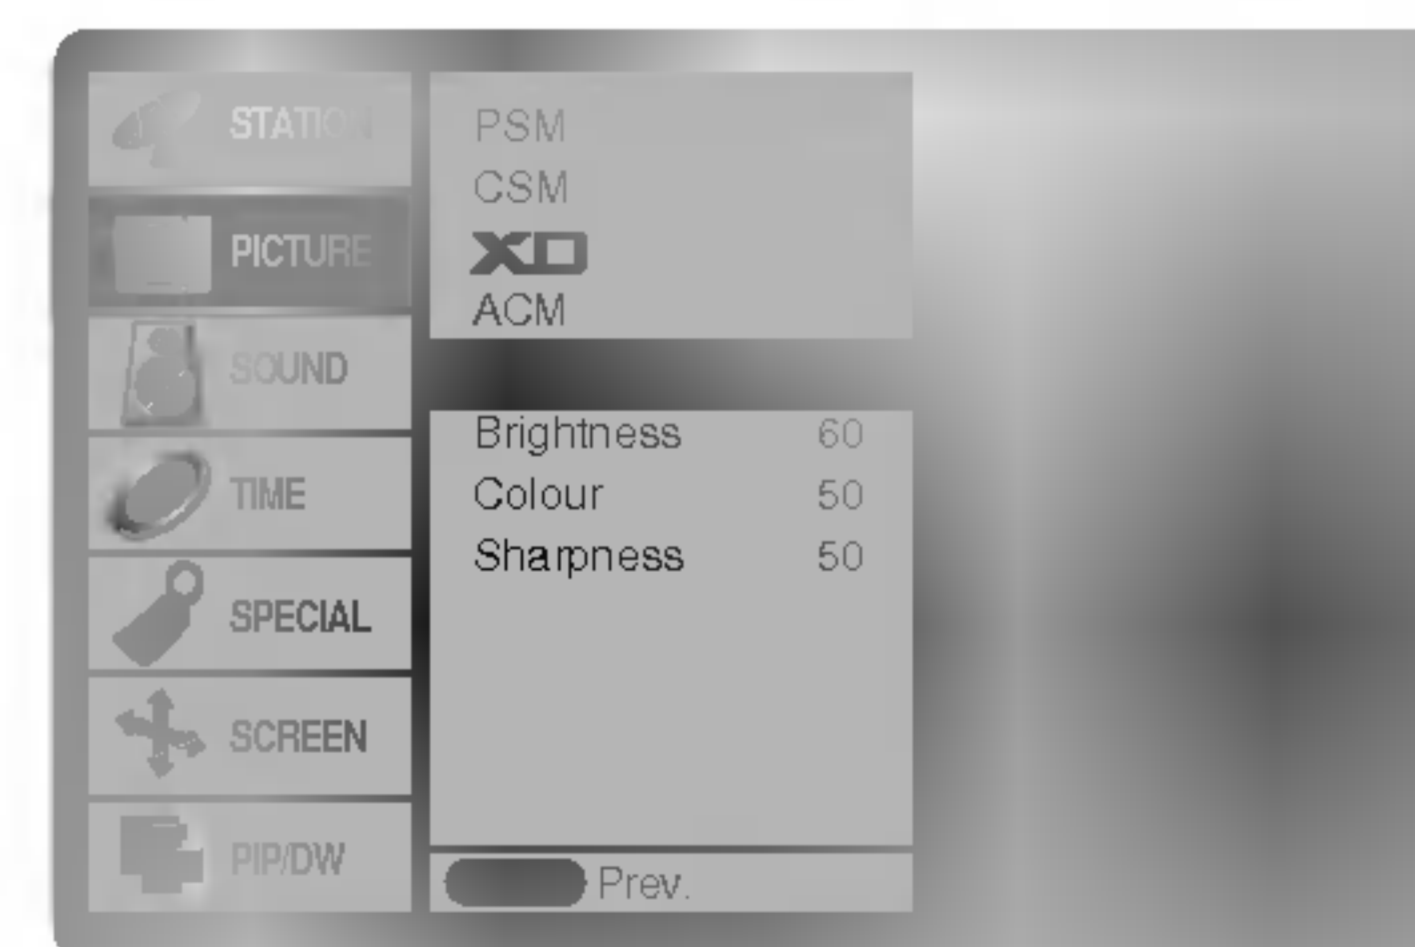 STATION
PICTURE
SOUND
TIME
SPECIAL
SCREEN
PIP/DW
PSM
CSM
XD
ACM
Brightness 60
Colour 50
Sharpness 50
Prev.